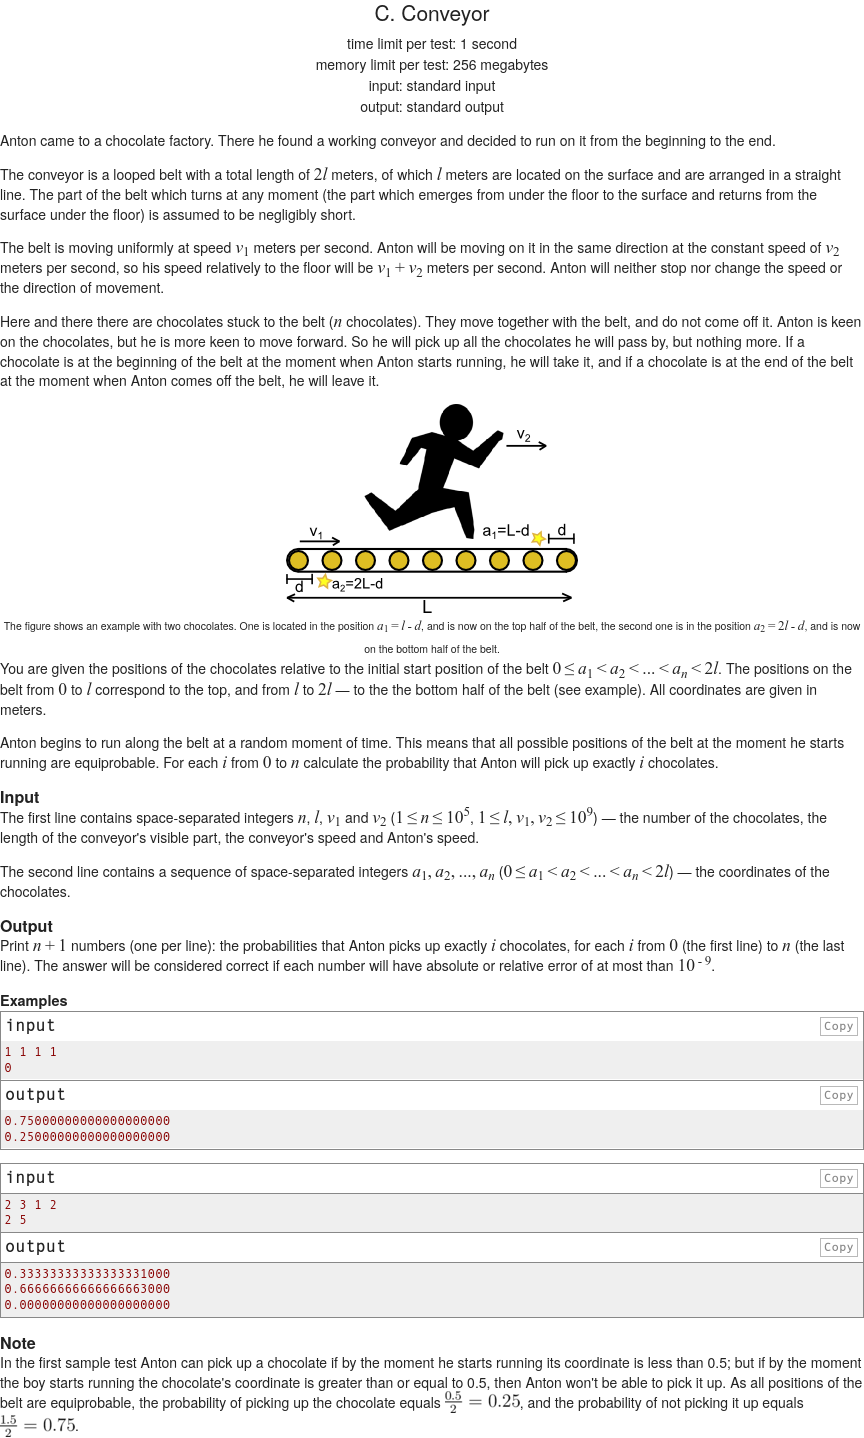 C. Conveyor
time limit per test: 1 second
memory limit per test: 256 megabytes
input: standard input
output: standard output
Anton came to a chocolate factory. There he found a working conveyor and decided to run on it from the beginning to the end.
The conveyor is a looped belt with a total length of 2l meters, of which l meters are located on the surface and are arranged in a straight
line. The part of the belt which turns at any moment (the part which emerges from under the floor to the surface and returns from the
surface under the floor) is assumed to be negligibly short.
The belt is moving uniformly at speed v1 meters per second. Anton will be moving on it in the same direction at the constant speed of v2
meters per second, so his speed relatively to the floor will be v1 + v2 meters per second. Anton will neither stop nor change the speed or
the direction of movement.
Here and there there are chocolates stuck to the belt (n chocolates). They move together with the belt, and do not come off it. Anton is keen
on the chocolates, but he is more keen to move forward. So he will pick up all the chocolates he will pass by, but nothing more. If a
chocolate is at the beginning of the belt at the moment when Anton starts running, he will take it, and if a chocolate is at the end of the belt
at the moment when Anton comes off the belt, he will leave it.
v2
v1
a1=L-d
d
d
a2=2L-d
L
The figure shows an example with two chocolates. One is located in the position a1 = l - d, and is now on the top half of the belt, the second one is in the position a2 = 2l - d, and is now
on the bottom half of the belt.
You are given the positions of the chocolates relative to the initial start position of the belt 0 ≤ a1 < a2 < ... < an < 2l. The positions on the
belt from 0 to l correspond to the top, and from l to 2l — to the the bottom half of the belt (see example). All coordinates are given in
meters.
Anton begins to run along the belt at a random moment of time. This means that all possible positions of the belt at the moment he starts
running are equiprobable. For each i from 0 to n calculate the probability that Anton will pick up exactly i chocolates.
Input
The first line contains space-separated integers n, l, v1 and v2 (1 ≤ n ≤ 10^5, 1 ≤ l, v1, v2 ≤ 10^9) — the number of the chocolates, the
length of the conveyor's visible part, the conveyor's speed and Anton's speed.
The second line contains a sequence of space-separated integers a1, a2, ..., an (0 ≤ a1 < a2 < ... < an < 2l) — the coordinates of the
chocolates.
Output
Print n + 1 numbers (one per line): the probabilities that Anton picks up exactly i chocolates, for each i from 0 (the first line) to n (the last
line). The answer will be considered correct if each number will have absolute or relative error of at most than 10^-9.
Examples
input
Copy
1 1 1 1
0
output
Copy
0.75000000000000000000
0.25000000000000000000
input
Copy
2 3 1 2
2 5
output
Copy
0.33333333333333331000
0.66666666666666663000
0.00000000000000000000
Note
In the first sample test Anton can pick up a chocolate if by the moment he starts running its coordinate is less than 0.5; but if by the moment
the boy starts running the chocolate's coordinate is greater than or equal to 0.5, then Anton won't be able to pick it up. As all positions of the
belt are equiprobable, the probability of picking up the chocolate equals 0.5/2 = 0.25, and the probability of not picking it up equals
1.5/2 = 0.75.